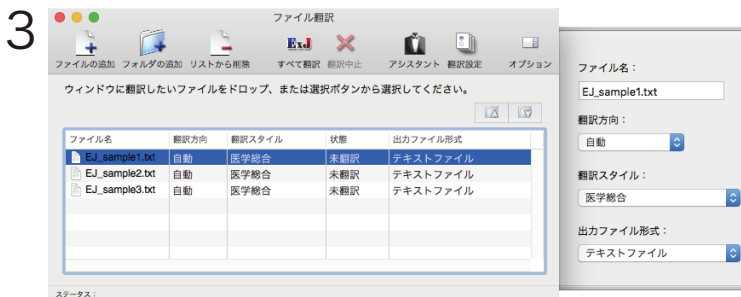 3
ファイル翻訳
ファイルの追加 フォルダの追加 リストから削除 すべて翻訳 翻訳中止 アシスタント 翻訳設定 オプション
ウィンドウに翻訳したいファイルをドロップ、または選択ボタンから選択してください。
ファイル名 翻訳方向 翻訳スタイル 状態 出力ファイル形式
EJ_sample1.txt 自動 医学総合 未翻訳 テキストファイル
EJ_sample2.txt 自動 医学総合 未翻訳 テキストファイル
EJ_sample3.txt 自動 医学総合 未翻訳 テキストファイル
ステータス：
ファイル名：
EJ_sample1.txt
翻訳方向：
自動
翻訳スタイル：
医学総合
出力ファイル形式：
テキストファイル